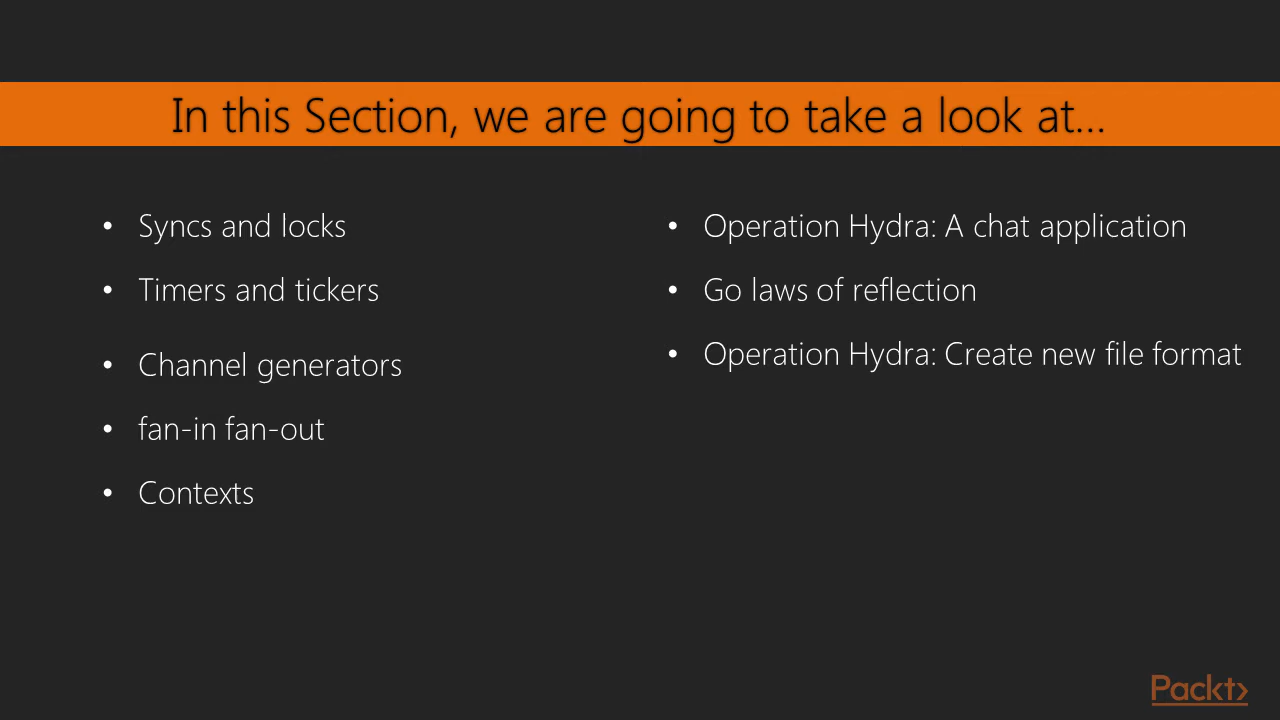 In this Section, we are going to take a look at...
• Syncs and locks
• Timers and tickers
• Channel generators
• fan-in fan-out
• Contexts
• Operation Hydra: A chat application
• Go laws of reflection
• Operation Hydra: Create new file format
Packt>